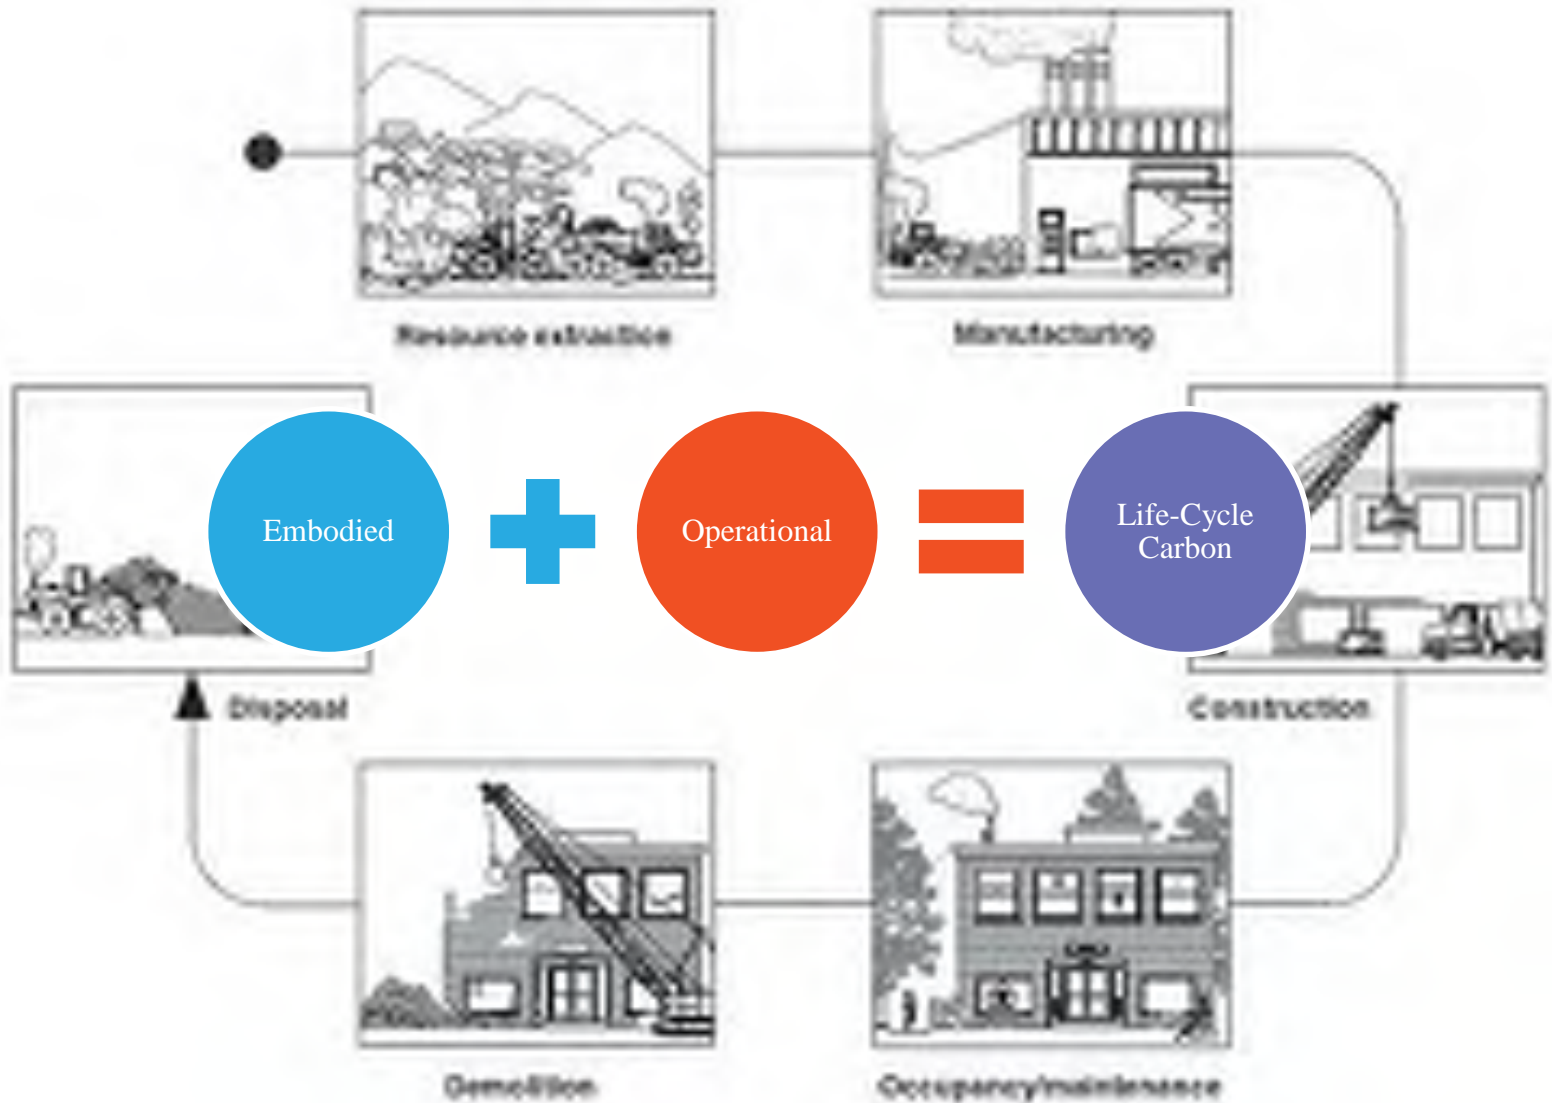 Resource extraction
Manufacturing
Embodied
Operational
Life-Cycle
Carbon
Disposal
Construction
Demolition
Occupancy/maintenance